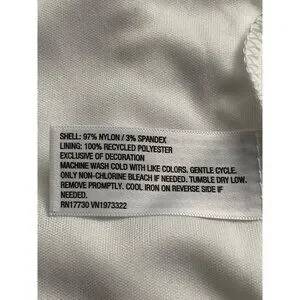 SHELL: 97% NYLON / 3% SPANDEX
LINING: 100% RECYCLED POLYESTER
EXCLUSIVE OF DECORATION
MACHINE WASH COLD WITH LIKE COLORS. GENTLE CYCLE.
ONLY NON-CHLORINE BLEACH IF NEEDED. TUMBLE DRY LOW.
REMOVE PROMPTLY. COOL IRON ON REVERSE SIDE IF
NEEDED.
RN17730 VN1973322